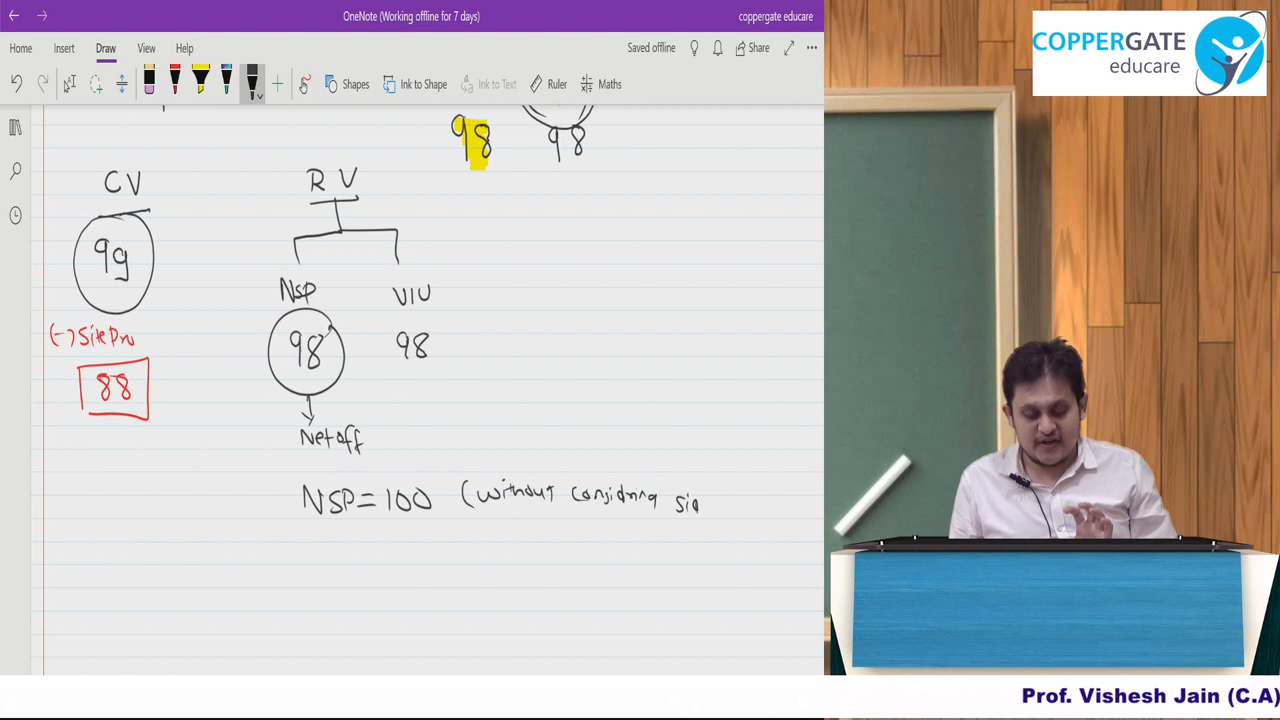 OneNote (Working offline for 7 days)
coppergate educare
Home Insert Draw View Help
Saved offline
Share
Shapes
Ink to Shape
Ink to Text
Ruler
Maths
COPPERGATE
educare
98 98
CV
RV
99
NSP VIU
98 98
(-) Site Pro
88
Net off
NSP = 100 (without considring
Prof. Vishesh Jain (C.A)